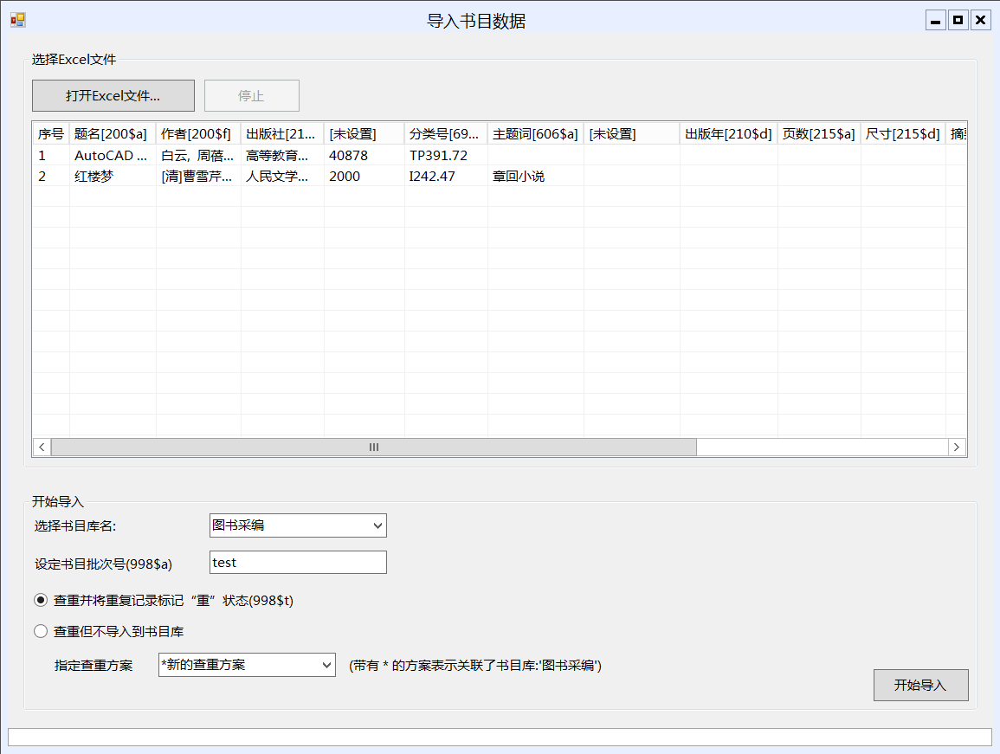 导入书目数据
选择Excel文件
打开Excel文件... 停止
序号 题名[200$a] 作者[200$f] 出版社[21... [未设置] 分类号[69... 主题词[606$a] [未设置] 出版年[210$d] 页数[215$a] 尺寸[215$d]
1 AutoCAD ... 白云, 周蓓... 高等教育... 40878 TP391.72
2 红楼梦 [清]曹雪芹... 人民文学... 2000 I242.47 章回小说
开始导入
选择书目库名: 图书采编
设定书目批次号(998$a) test
查重并将重复记录标记“重”状态(998$t)
查重但不导入到书目库
指定查重方案 *新的查重方案 (带有 * 的方案表示关联了书目库:'图书采编')
开始导入